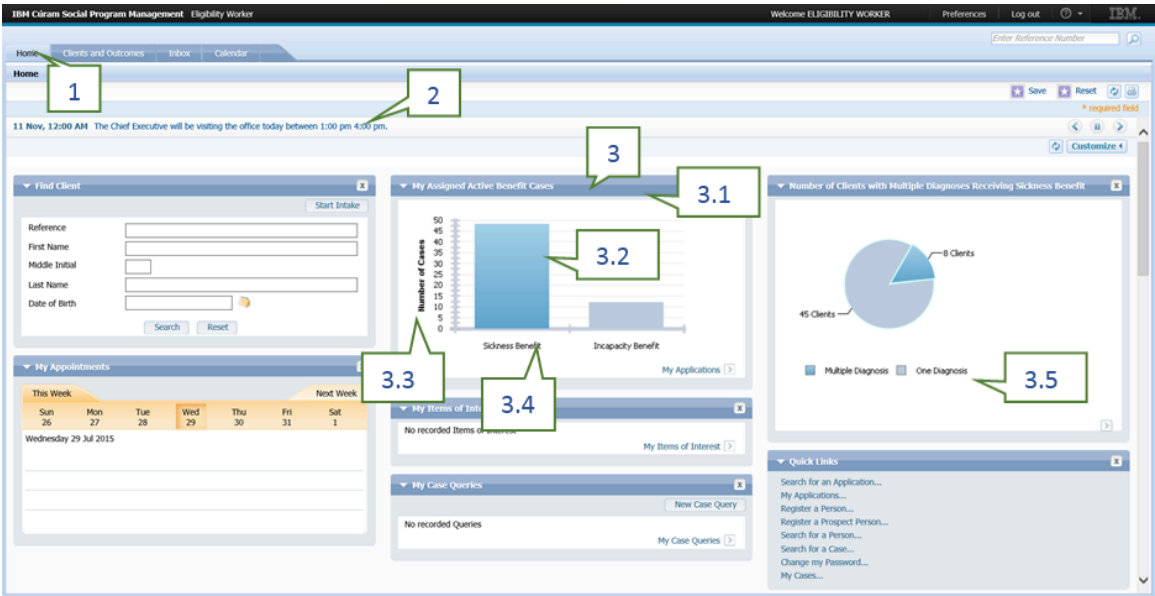 IBM Cúram Social Program Management Eligibility Worker
Welcome ELIGIBILITY WORKER Preferences Log out IBM.
Enter Reference Number
Home Clients and Outcomes Inbox Calendar
Home
1
2
Save Reset
* required field
11 Nov, 12:00 AM The Chief Executive will be visiting the office today between 1:00 pm 4:00 pm.
Customize
3
3.1
Find Client
Start Intake
Reference
First Name
Middle Initial
Last Name
Date of Birth
Search Reset
My Appointments
This Week Next Week
Sun Mon Tue Wed Thu Fri Sat
26 27 28 29 30 31 1
Wednesday 29 Jul 2015
My Assigned Active Benefit Cases
50
45
40
35
30
25
20
15
10
5
0
Number of Cases
3.2
Sickness Benefit Incapacity Benefit
3.3
3.4
My Applications
My Items of
No recorded Items of Interest
My Items of Interest
My Case Queries
New Case Query
No recorded Queries
My Case Queries
Number of Clients with Multiple Diagnoses Receiving Sickness Benefit
8 Clients
45 Clients
Multiple Diagnosis One Diagnosis
3.5
Quick Links
Search for an Application...
My Applications...
Register a Person...
Register a Prospect Person...
Search for a Person...
Search for a Case...
Change my Password...
My Cases...